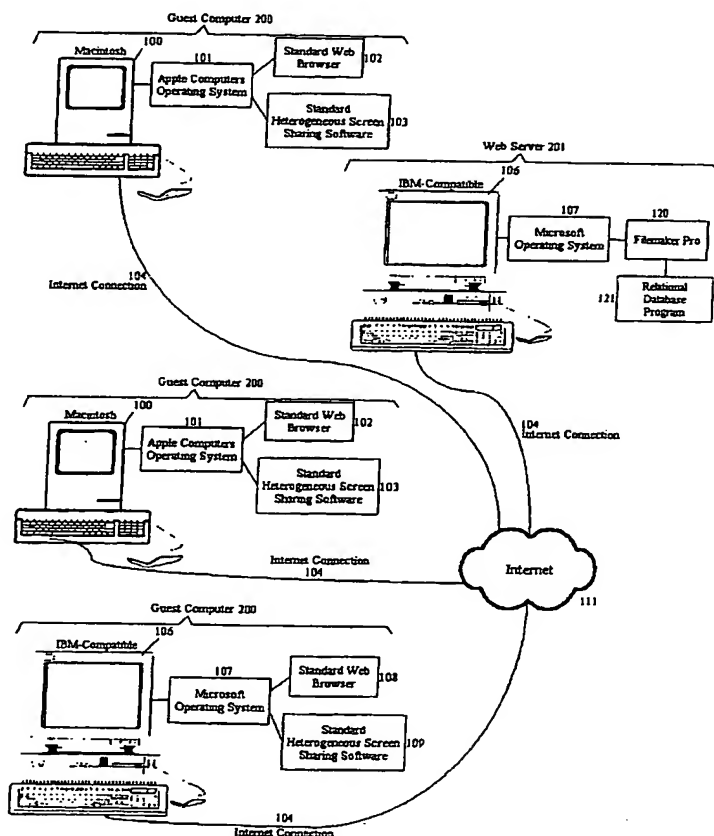 Guest Computer 200
Macintosh
100
101
Apple Computers
Operating System
Standard Web
Browser
102
Standard
Heterogeneous Screen
Sharing Software
103
104
Internet Connection
Web Server 201
106
IBM-Compatible
107
Microsoft
Operating System
120
Filemaker Pro
121
Relational
Database
Program
104
Internet Connection
Guest Computer 200
Macintosh
100
101
Apple Computers
Operating System
Standard Web
Browser
102
Standard
Heterogeneous Screen
Sharing Software
103
Internet Connection
104
Internet
111
Guest Computer 200
106
IBM-Compatible
107
Microsoft
Operating System
Standard Web
Browser
108
Standard
Heterogeneous Screen
Sharing Software
109
104
Internet Connection